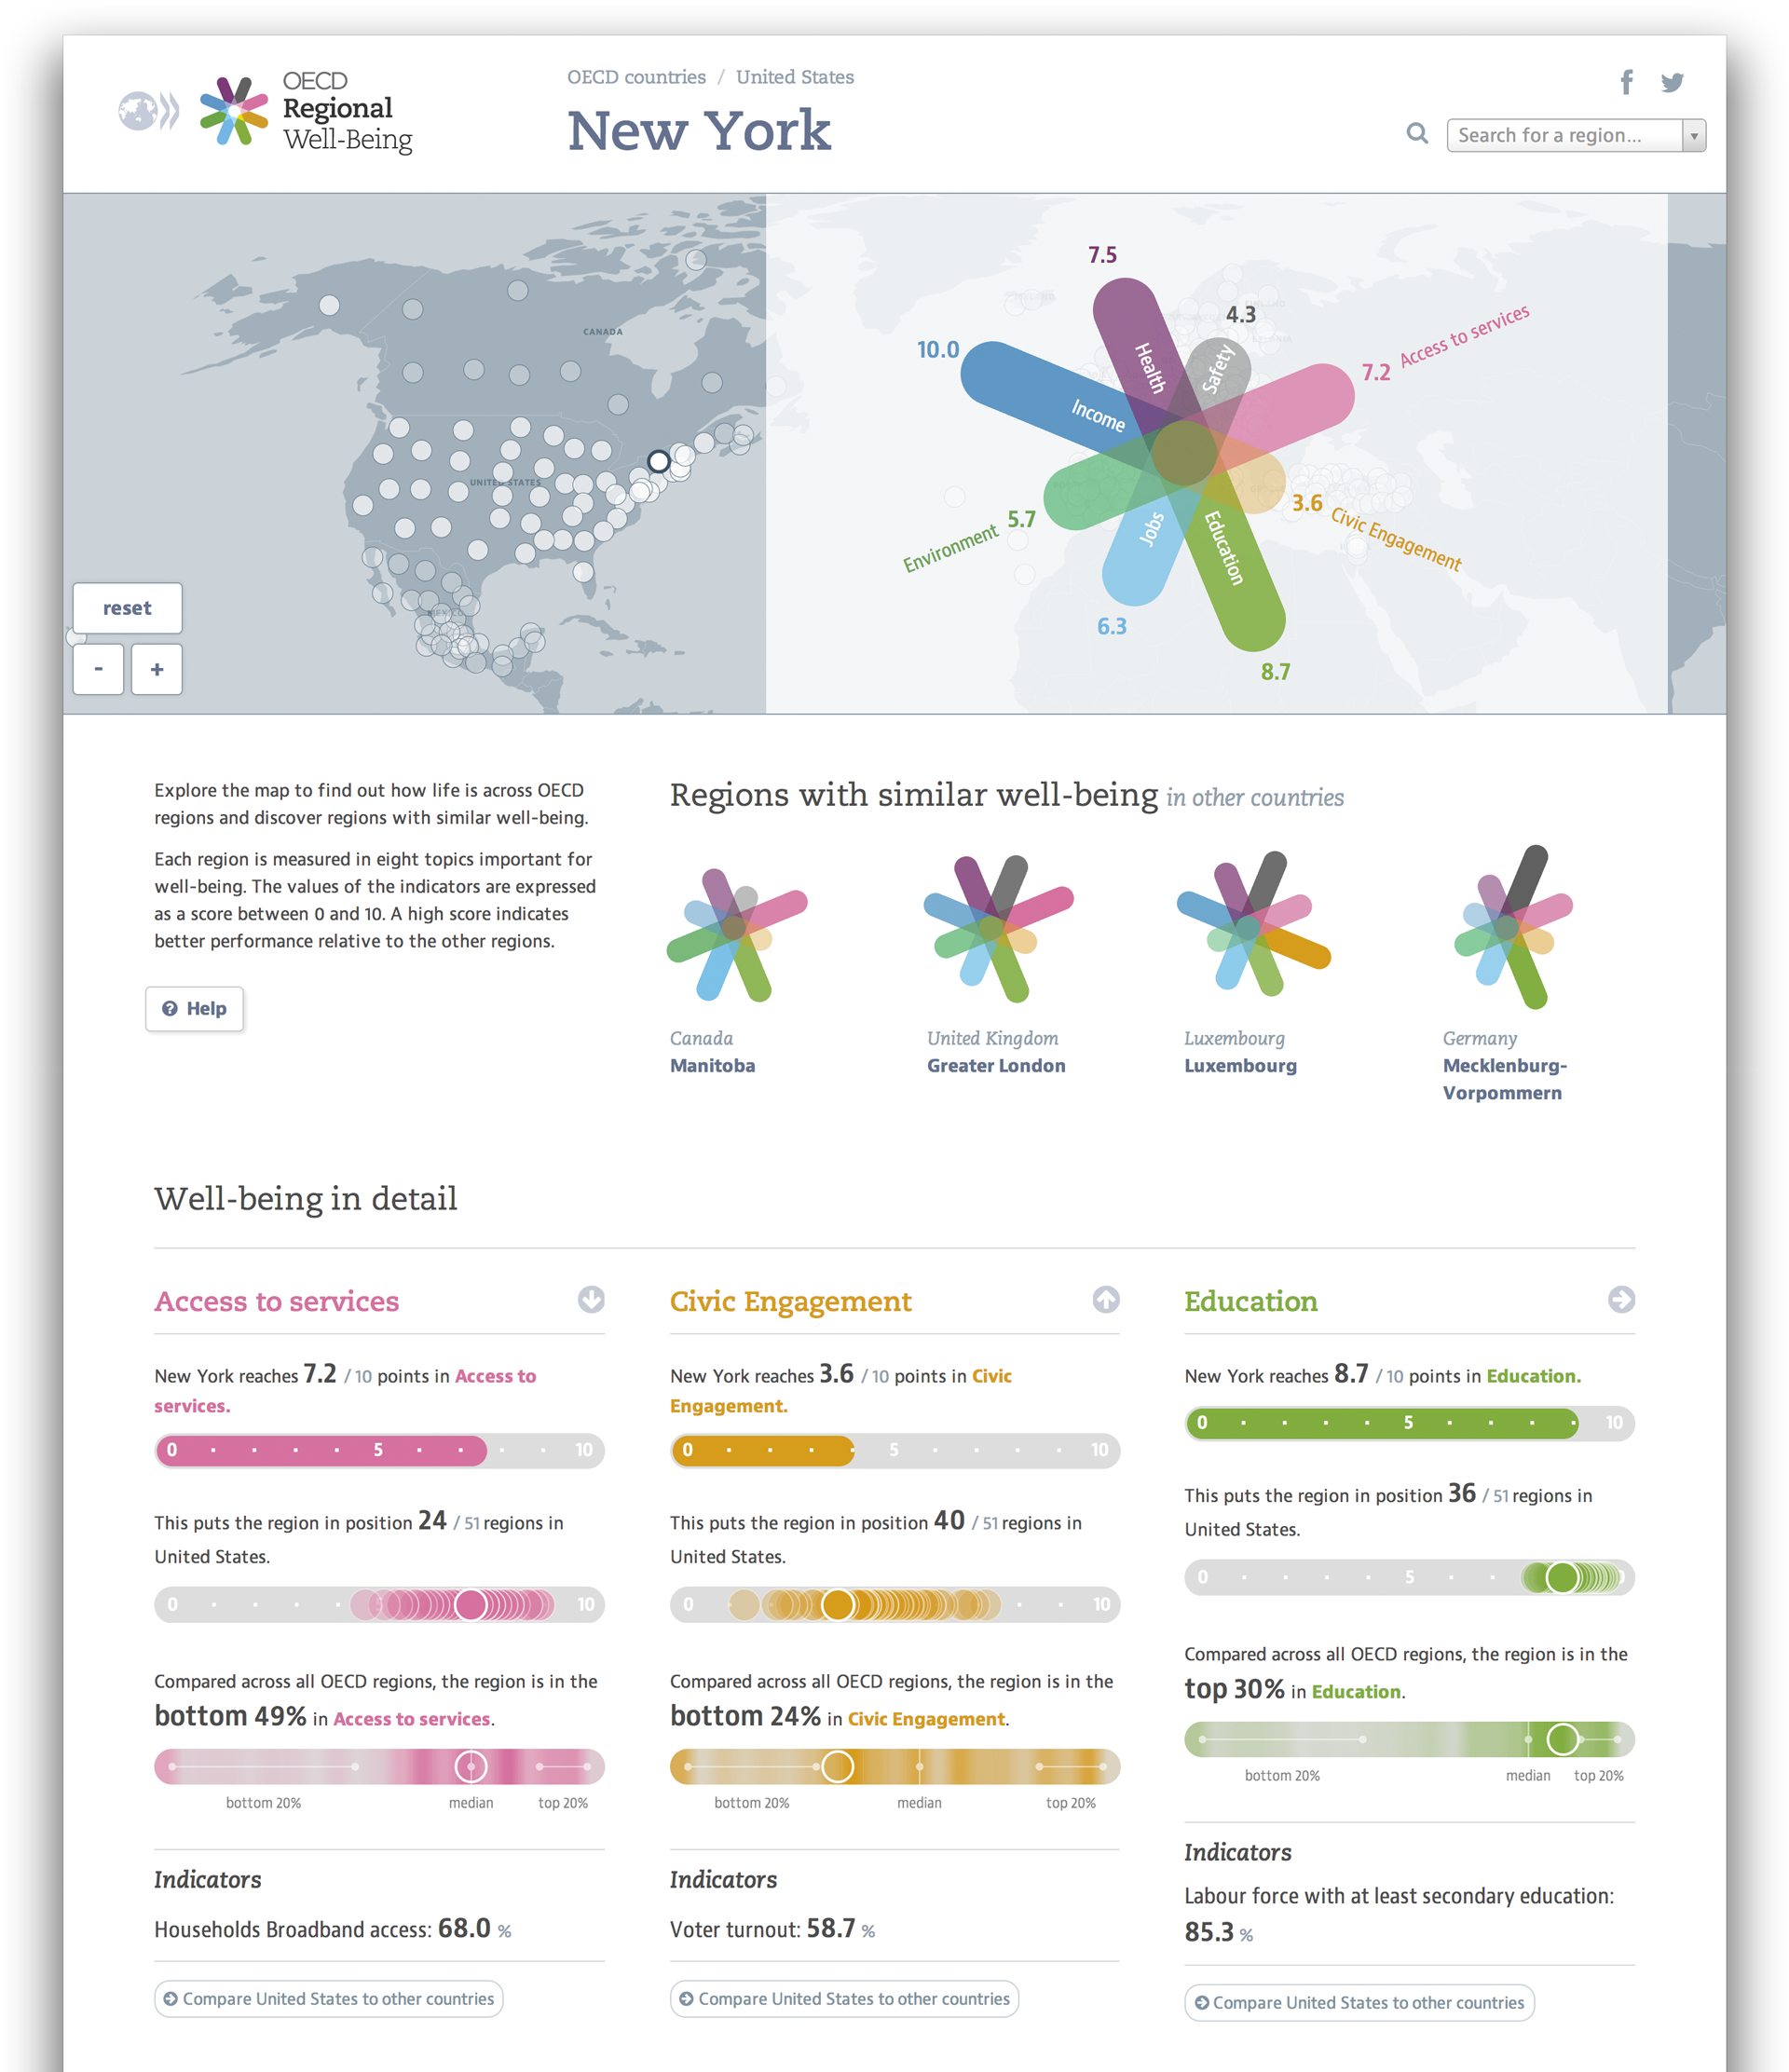 OECD
Regional
Well-Being
OECD countries / United States
New York
Search for a region...
CANADA
UNITED STATES
MEXICO
reset
-
+
7.5
Health
4.3
Safety
10.0
Income
7.2
Access to services
5.7
Environment
3.6
Civic Engagement
6.3
Jobs
8.7
Education
Explore the map to find out how life is across OECD
regions and discover regions with similar well-being.
Each region is measured in eight topics important for
well-being. The values of the indicators are expressed
as a score between 0 and 10. A high score indicates
better performance relative to the other regions.
? Help
Regions with similar well-being in other countries
Canada
Manitoba
United Kingdom
Greater London
Luxembourg
Luxembourg
Germany
Mecklenburg-
Vorpommern
Well-being in detail
Access to services
New York reaches 7.2 / 10 points in Access to
services.
0 5 10
This puts the region in position 24 / 51 regions in
United States.
0 10
Compared across all OECD regions, the region is in the
bottom 49% in Access to services.
bottom 20% median top 20%
Indicators
Households Broadband access: 68.0 %
Compare United States to other countries
Civic Engagement
New York reaches 3.6 / 10 points in Civic
Engagement.
0 5 10
This puts the region in position 40 / 51 regions in
United States.
0 10
Compared across all OECD regions, the region is in the
bottom 24% in Civic Engagement.
bottom 20% median top 20%
Indicators
Voter turnout: 58.7 %
Compare United States to other countries
Education
New York reaches 8.7 / 10 points in Education.
0 5 10
This puts the region in position 36 / 51 regions in
United States.
0 5
Compared across all OECD regions, the region is in the
top 30% in Education.
bottom 20% median top 20%
Indicators
Labour force with at least secondary education:
85.3 %
Compare United States to other countries